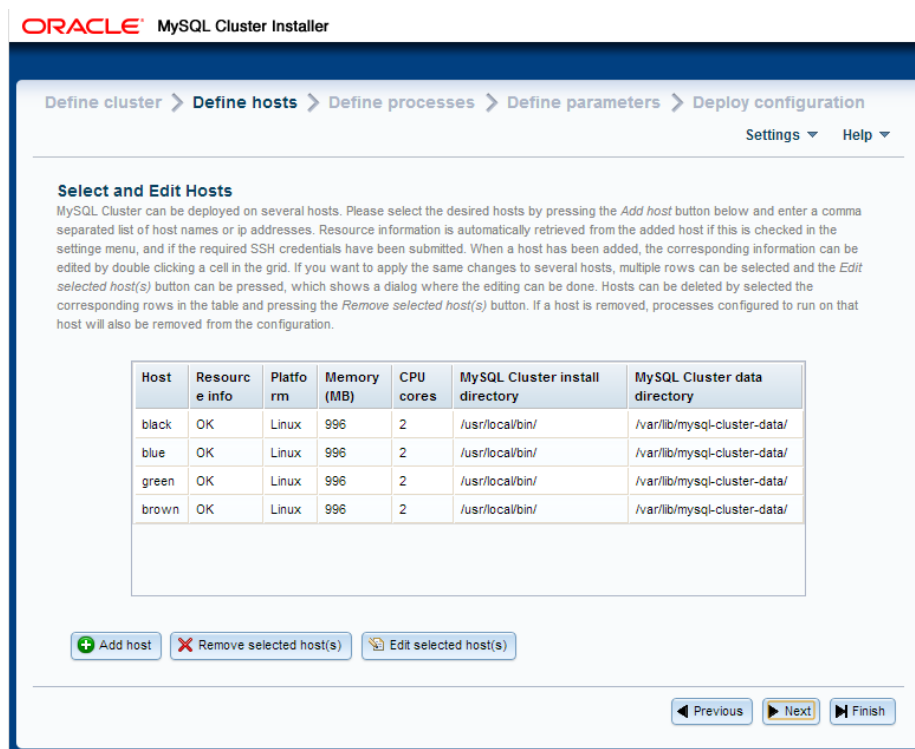 ORACLE MySQL Cluster Installer
Define cluster Define hosts Define processes Define parameters Deploy configuration
Settings Help
Select and Edit Hosts
MySQL Cluster can be deployed on several hosts. Please select the desired hosts by pressing the Add host button below and enter a comma
separated list of host names or ip addresses. Resource information is automatically retrieved from the added host if this is checked in the
settinge menu, and if the required SSH credentials have been submitted. When a host has been added, the corresponding information can be
edited by double clicking a cell in the grid. If you want to apply the same changes to several hosts, multiple rows can be selected and the Edit
selected host(s) button can be pressed, which shows a dialog where the editing can be done. Hosts can be deleted by selected the
corresponding rows in the table and pressing the Remove selected host(s) button. If a host is removed, processes configured to run on that
host will also be removed from the configuration.
Host Resourc Platfo Memory CPU MySQL Cluster install MySQL Cluster data
e info rm (MB) cores directory directory
black OK Linux 996 2 /usr/local/bin/ /var/lib/mysql-cluster-data/
blue OK Linux 996 2 /usr/local/bin/ /var/lib/mysql-cluster-data/
green OK Linux 996 2 /usr/local/bin/ /var/lib/mysql-cluster-data/
brown OK Linux 996 2 /usr/local/bin/ /var/lib/mysql-cluster-data/
Add host Remove selected host(s) Edit selected host(s)
Previous Next Finish